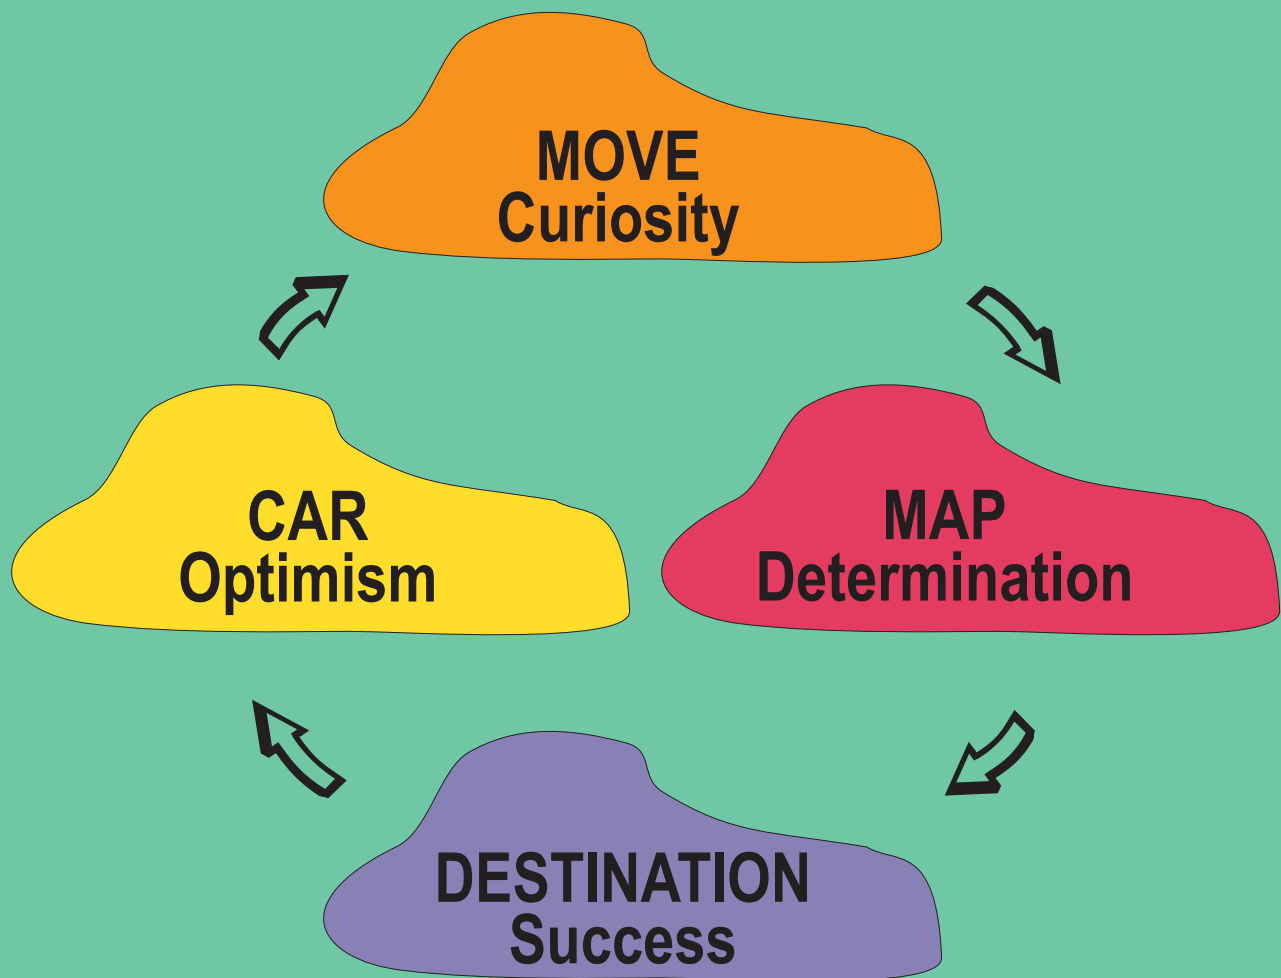 MOVE
Curiosity
CAR
Optimism
MAP
Determination
DESTINATION
Success